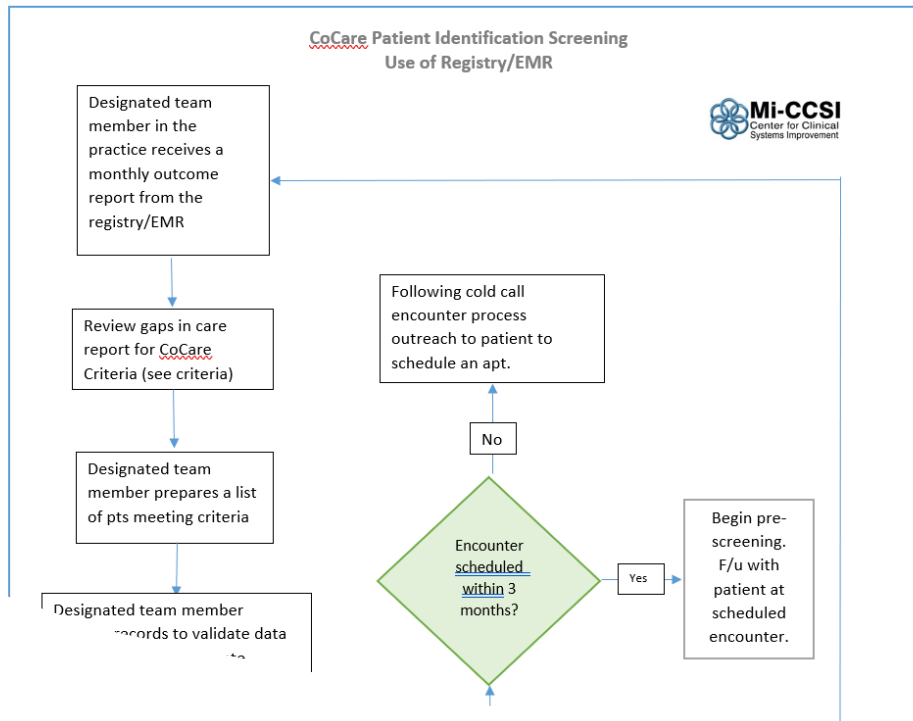 CoCare Patient Identification Screening
Use of Registry/EMR
Mi-CCSI
Center for Clinical
Systems Improvement
Designated team
member in the
practice receives a
monthly outcome
report from the
registry/EMR
Review gaps in care
report for CoCare
Criteria (see criteria)
Designated team
member prepares a list
of pts meeting criteria
Designated team member
records to validate data
Following cold call
encounter process
outreach to patient to
schedule an apt.
No
Encounter
scheduled
within 3
months?
Yes
Begin pre-
screening.
F/u with
patient at
scheduled
encounter.